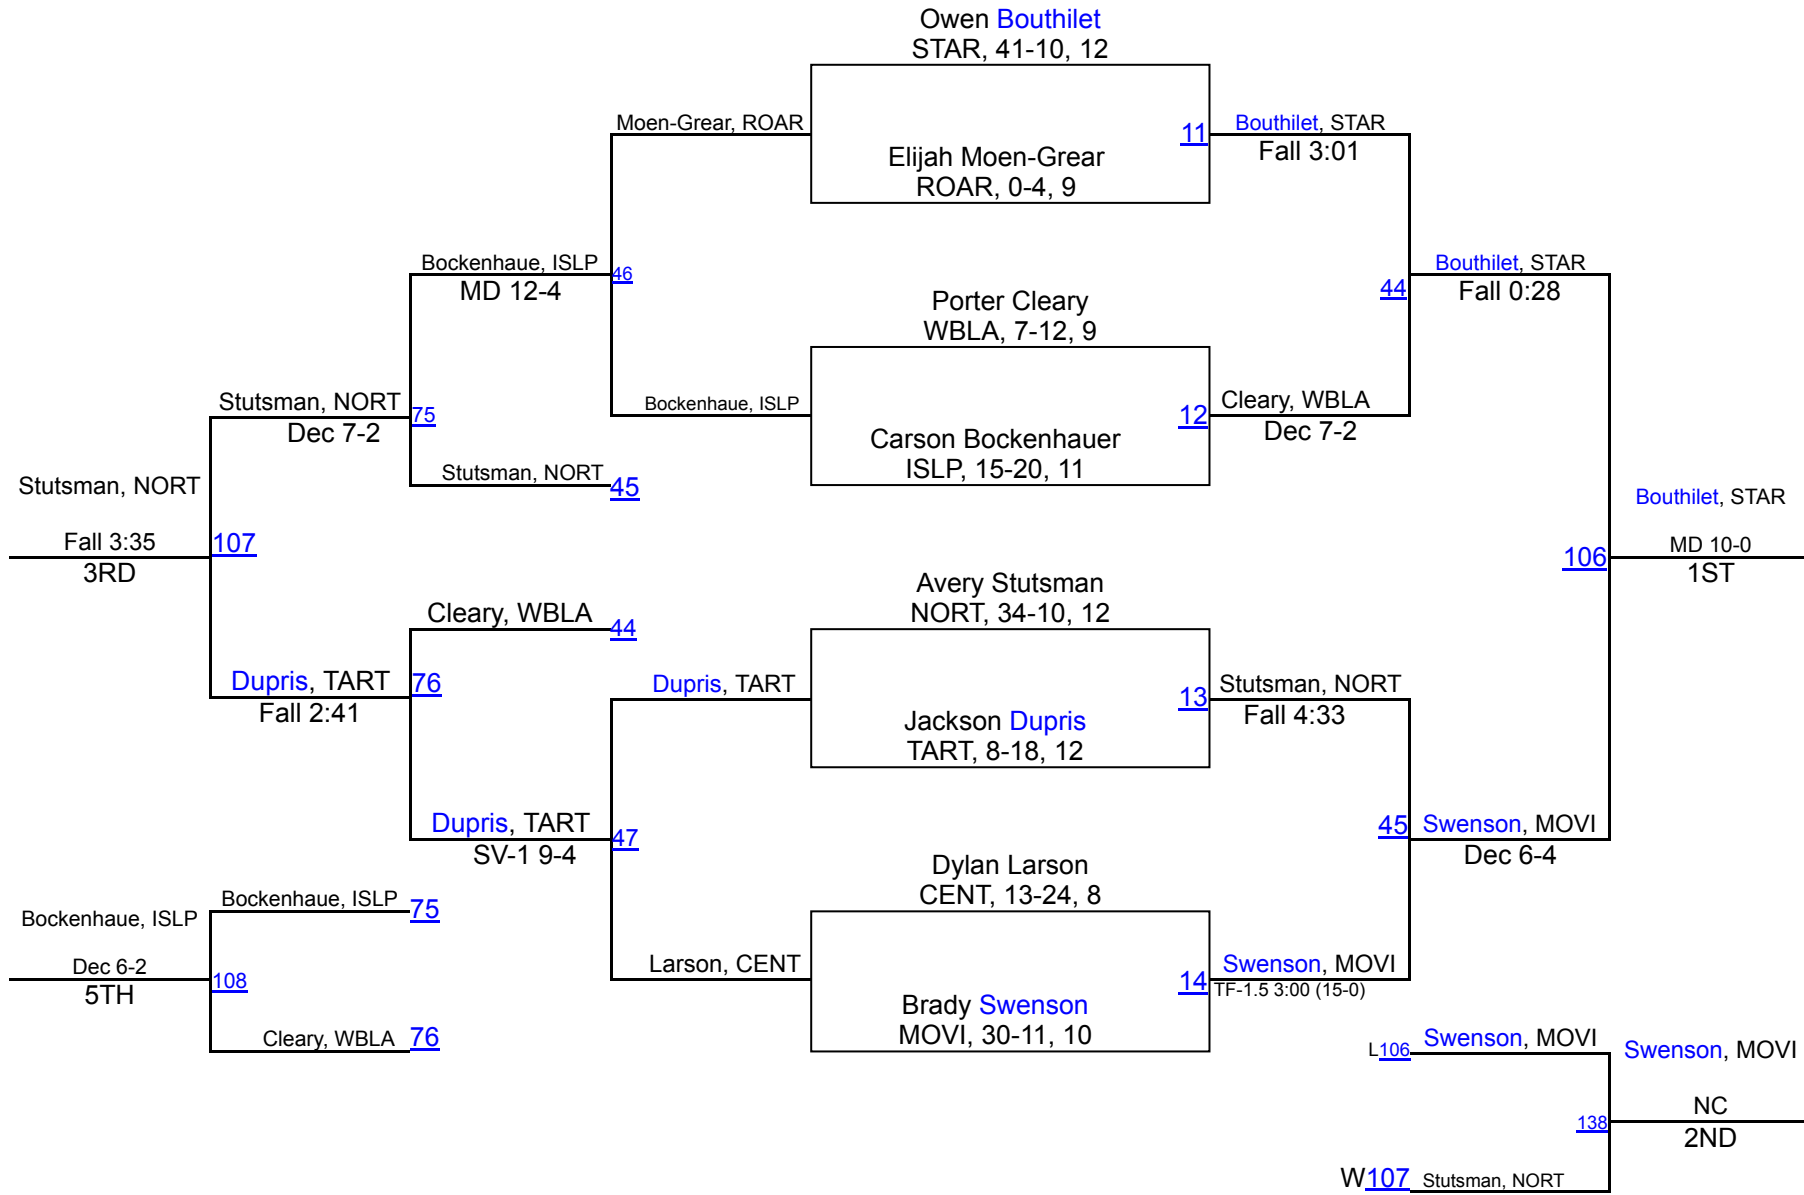 Owen Bouthilet
STAR, 41-10, 12
Moen-Grear, ROAR
11
Bouthilet, STAR
Fall 3:01
Elijah Moen-Grear
ROAR, 0-4, 9
Bockenhaue, ISLP
MD 12-4
46
Porter Cleary
WBLA, 7-12, 9
44
Bouthilet, STAR
Fall 0:28
Stutsman, NORT
Dec 7-2
75
Bockenhaue, ISLP
12
Cleary, WBLA
Dec 7-2
Carson Bockenhauer
ISLP, 15-20, 11
Stutsman, NORT
45
Stutsman, NORT
Fall 3:35
3RD
107
Bouthilet, STAR
106
MD 10-0
1ST
Avery Stutsman
NORT, 34-10, 12
Cleary, WBLA
44
Dupris, TART
Fall 2:41
76
Dupris, TART
13
Stutsman, NORT
Fall 4:33
Jackson Dupris
TART, 8-18, 12
Dupris, TART
SV-1 9-4
47
45
Swenson, MOVI
Dec 6-4
Dylan Larson
CENT, 13-24, 8
Bockenhaue, ISLP
75
Bockenhaue, ISLP
Dec 6-2
5TH
108
Larson, CENT
14
Swenson, MOVI
TF-1.5 3:00 (15-0)
Brady Swenson
MOVI, 30-11, 10
Cleary, WBLA
76
L106
Swenson, MOVI
Swenson, MOVI
138
NC
2ND
W107
Stutsman, NORT